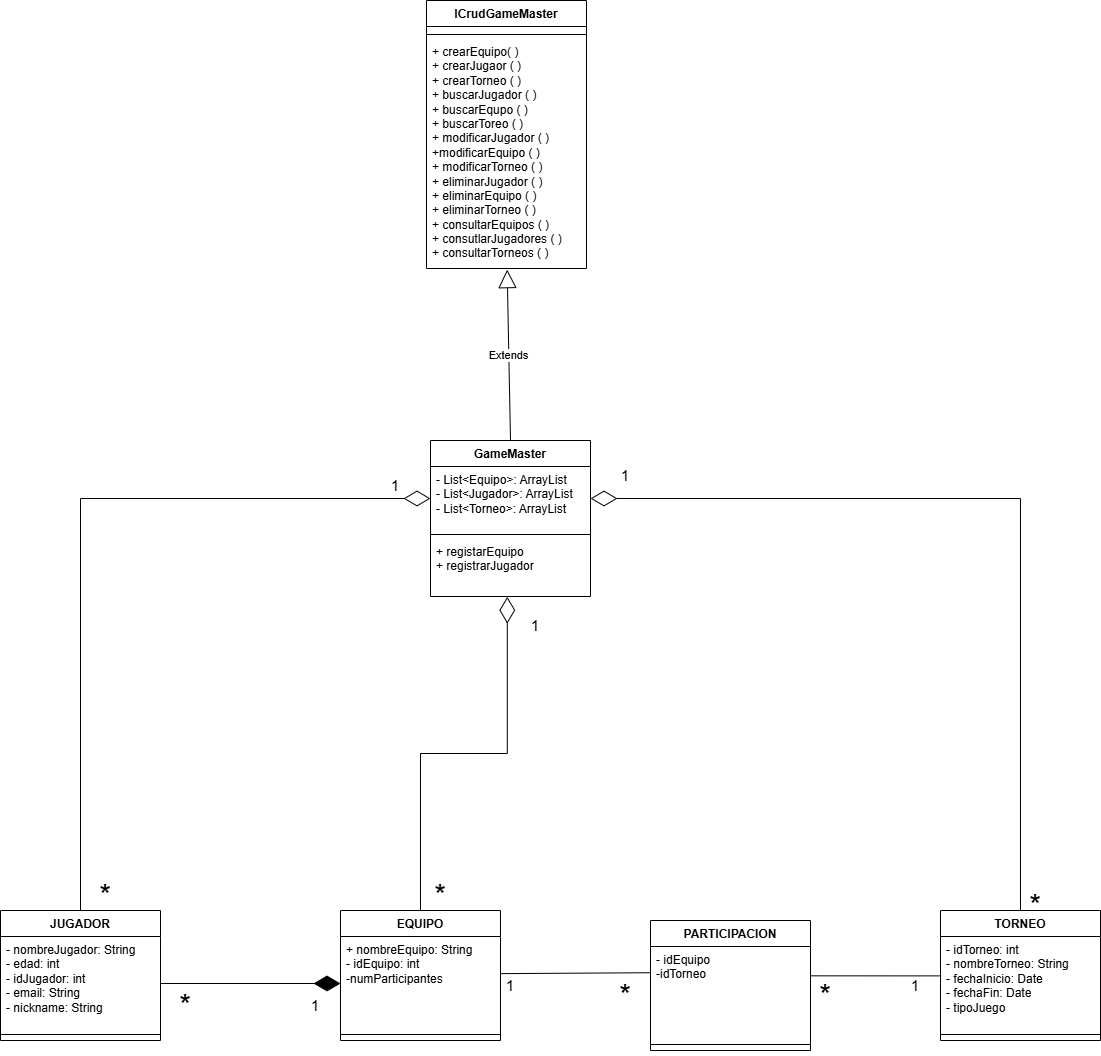 ICrudGameMaster
+ crearEquipo( )
+ crearJugaor ( )
+ crearTorneo ( )
+ buscarJugador ( )
+ buscarEqupo ( )
+ buscarToreo ( )
+ modificarJugador ( )
+modificarEquipo ( )
+ modificarTorneo ( )
+ eliminarJugador ( )
+ eliminarEquipo ( )
+ eliminarTorneo ( )
+ consultarEquipos ( )
+ consutlarJugadores ( )
+ consultarTorneos ( )
Extends
GameMaster
- List<Equipo>: ArrayList
- List<Jugador>: ArrayList
- List<Torneo>: ArrayList
+ registarEquipo
+ registrarJugador
1
1
1
*
*
*
JUGADOR
- nombreJugador: String
- edad: int
- idJugador: int
- email: String
- nickname: String
*
1
EQUIPO
+ nombreEquipo: String
- idEquipo: int
-numParticipantes
1
*
PARTICIPACION
- idEquipo
-idTorneo
*
1
TORNEO
- idTorneo: int
- nombreTorneo: String
- fechaInicio: Date
- fechaFin: Date
- tipoJuego